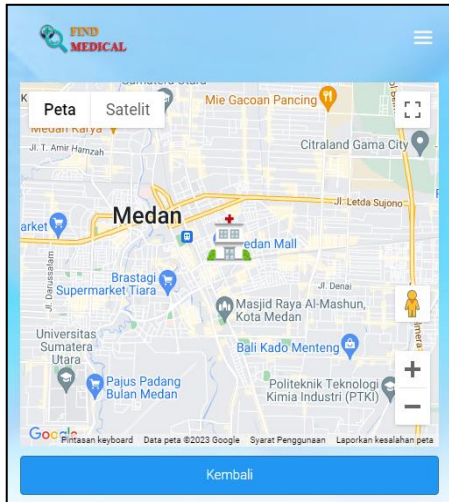 FIND
MEDICAL
Sumatera Utara
Mie Gacoan Pancing
Peta
Satelit
Medan Karya
Jl. T. Amir Hamzah
Citraland Gama City
Jl. Letda Sujono
Medan
arket
edan Mall
Jl. Darussalam
Brastagi
Supermarket Tiara
Jl. Denai
Masjid Raya Al-Mashun,
Kota Medan
Universitas
Sumatera
Utara
Bali Kado Menteng
Pajus Padang
Bulan Medan
Politeknik Teknologi
Kimia Industri (PTKI)
Google
Pintasan keyboard
Data peta ©2023 Google
Syarat Penggunaan
Laporkan kesalahan peta
Kembali